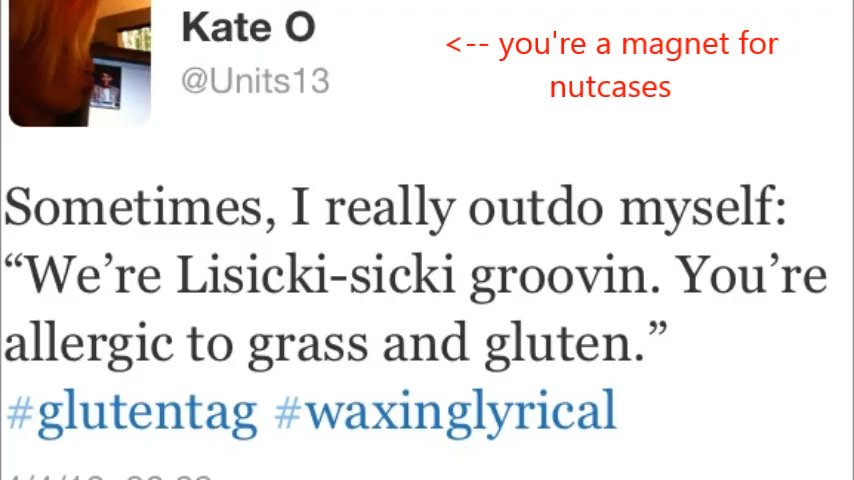 Kate O
@Units13
<-- you're a magnet for
nutcases
Sometimes, I really outdo myself:
“We’re Lisicki-sicki groovin. You’re
allergic to grass and gluten.”
#glutentag #waxinglyrical